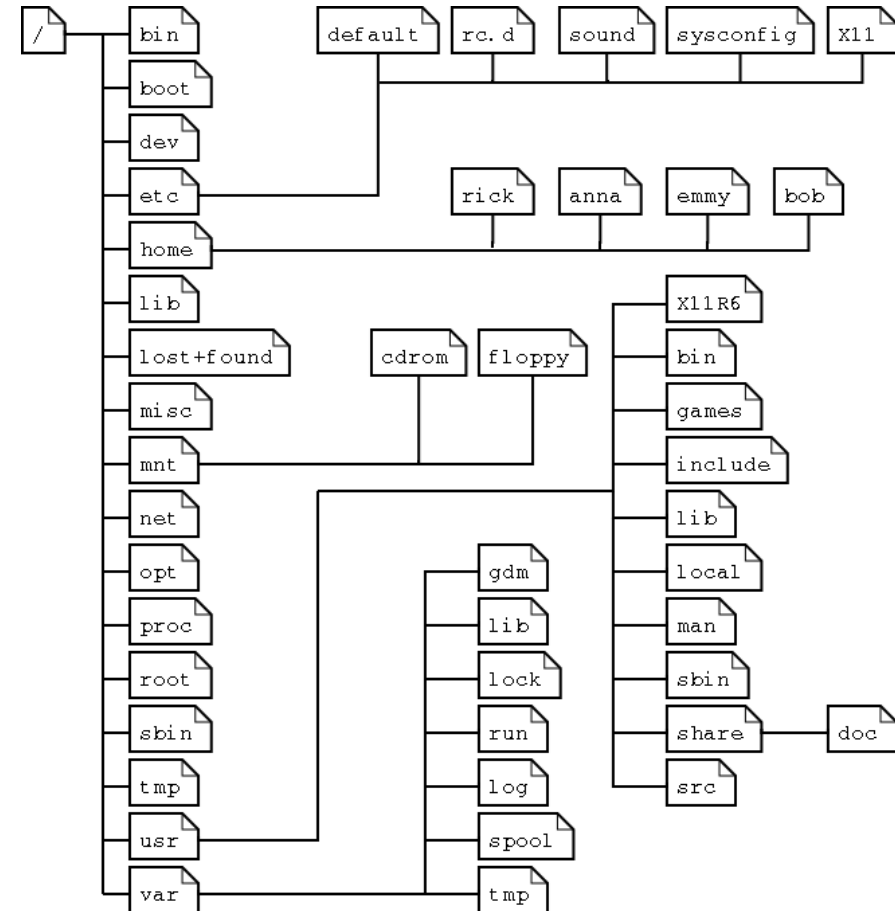 /
bin
default
rc.d
sound
sysconfig
X11
boot
dev
etc
rick
anna
emmy
bob
home
lib
X11R6
lost+found
cdrom
floppy
bin
misc
games
mnt
include
net
lib
opt
gdm
local
proc
lib
man
root
lock
sbin
sbin
run
share
doc
tmp
log
src
usr
spool
var
tmp